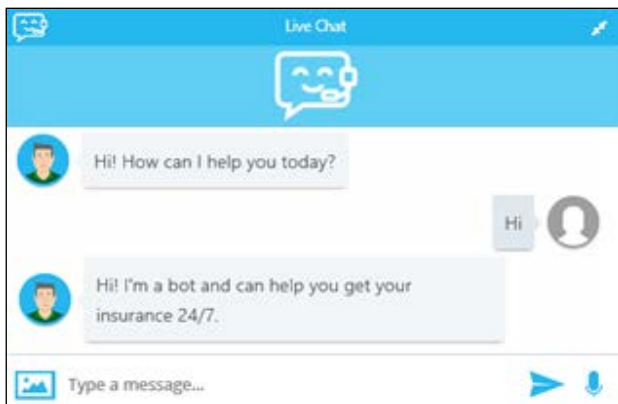 Live Chat
Hi! How can I help you today?
Hi
Hi! I'm a bot and can help you get your
insurance 24/7.
Type a message...